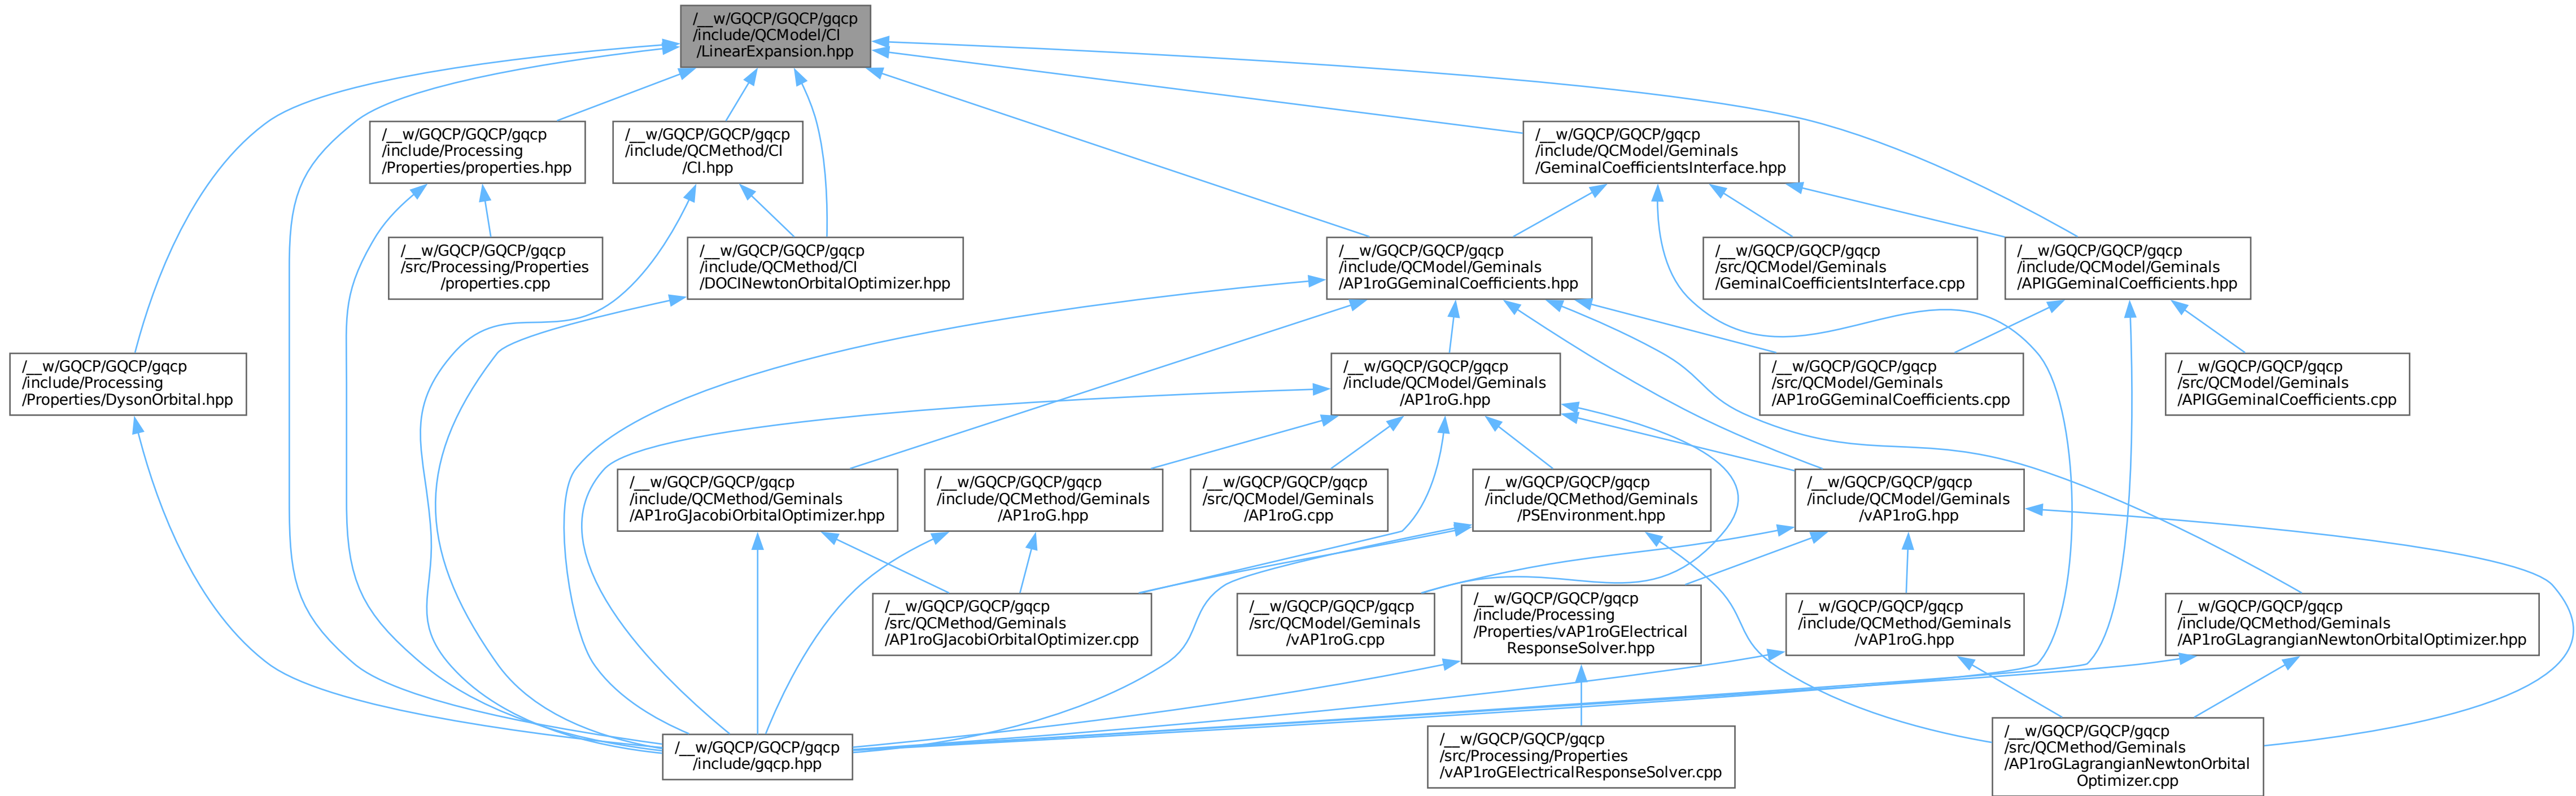 /__w/GQCP/GQCP/gqcp
/include/QCModel/CI
/LinearExpansion.hpp
/__w/GQCP/GQCP/gqcp
/include/Processing
/Properties/properties.hpp
/__w/GQCP/GQCP/gqcp
/include/QCMethod/CI
/CI.hpp
/__w/GQCP/GQCP/gqcp
/include/QCModel/Geminals
/GeminalCoefficientsInterface.hpp
/__w/GQCP/GQCP/gqcp
/src/Processing/Properties
/properties.cpp
/__w/GQCP/GQCP/gqcp
/include/QCMethod/CI
/DOCINewtonOrbitalOptimizer.hpp
/__w/GQCP/GQCP/gqcp
/include/QCModel/Geminals
/AP1roGGeminalCoefficients.hpp
/__w/GQCP/GQCP/gqcp
/src/QCModel/Geminals
/GeminalCoefficientsInterface.cpp
/__w/GQCP/GQCP/gqcp
/include/QCModel/Geminals
/APIGGeminalCoefficients.hpp
/__w/GQCP/GQCP/gqcp
/include/Processing
/Properties/DysonOrbital.hpp
/__w/GQCP/GQCP/gqcp
/include/QCModel/Geminals
/AP1roG.hpp
/__w/GQCP/GQCP/gqcp
/src/QCModel/Geminals
/AP1roGGeminalCoefficients.cpp
/__w/GQCP/GQCP/gqcp
/src/QCModel/Geminals
/APIGGeminalCoefficients.cpp
/__w/GQCP/GQCP/gqcp
/include/QCMethod/Geminals
/AP1roGJacobiOrbitalOptimizer.hpp
/__w/GQCP/GQCP/gqcp
/include/QCMethod/Geminals
/AP1roG.hpp
/__w/GQCP/GQCP/gqcp
/src/QCModel/Geminals
/AP1roG.cpp
/__w/GQCP/GQCP/gqcp
/include/QCMethod/Geminals
/PSEnvironment.hpp
/__w/GQCP/GQCP/gqcp
/include/QCModel/Geminals
/vAP1roG.hpp
/__w/GQCP/GQCP/gqcp
/src/QCMethod/Geminals
/AP1roGJacobiOrbitalOptimizer.cpp
/__w/GQCP/GQCP/gqcp
/src/QCModel/Geminals
/vAP1roG.cpp
/__w/GQCP/GQCP/gqcp
/include/Processing
/Properties/vAP1roGElectrical
ResponseSolver.hpp
/__w/GQCP/GQCP/gqcp
/include/QCMethod/Geminals
/vAP1roG.hpp
/__w/GQCP/GQCP/gqcp
/include/QCMethod/Geminals
/AP1roGLagrangianNewtonOrbitalOptimizer.hpp
/__w/GQCP/GQCP/gqcp
/include/gqcp.hpp
/__w/GQCP/GQCP/gqcp
/src/Processing/Properties
/vAP1roGElectricalResponseSolver.cpp
/__w/GQCP/GQCP/gqcp
/src/QCMethod/Geminals
/AP1roGLagrangianNewtonOrbital
Optimizer.cpp